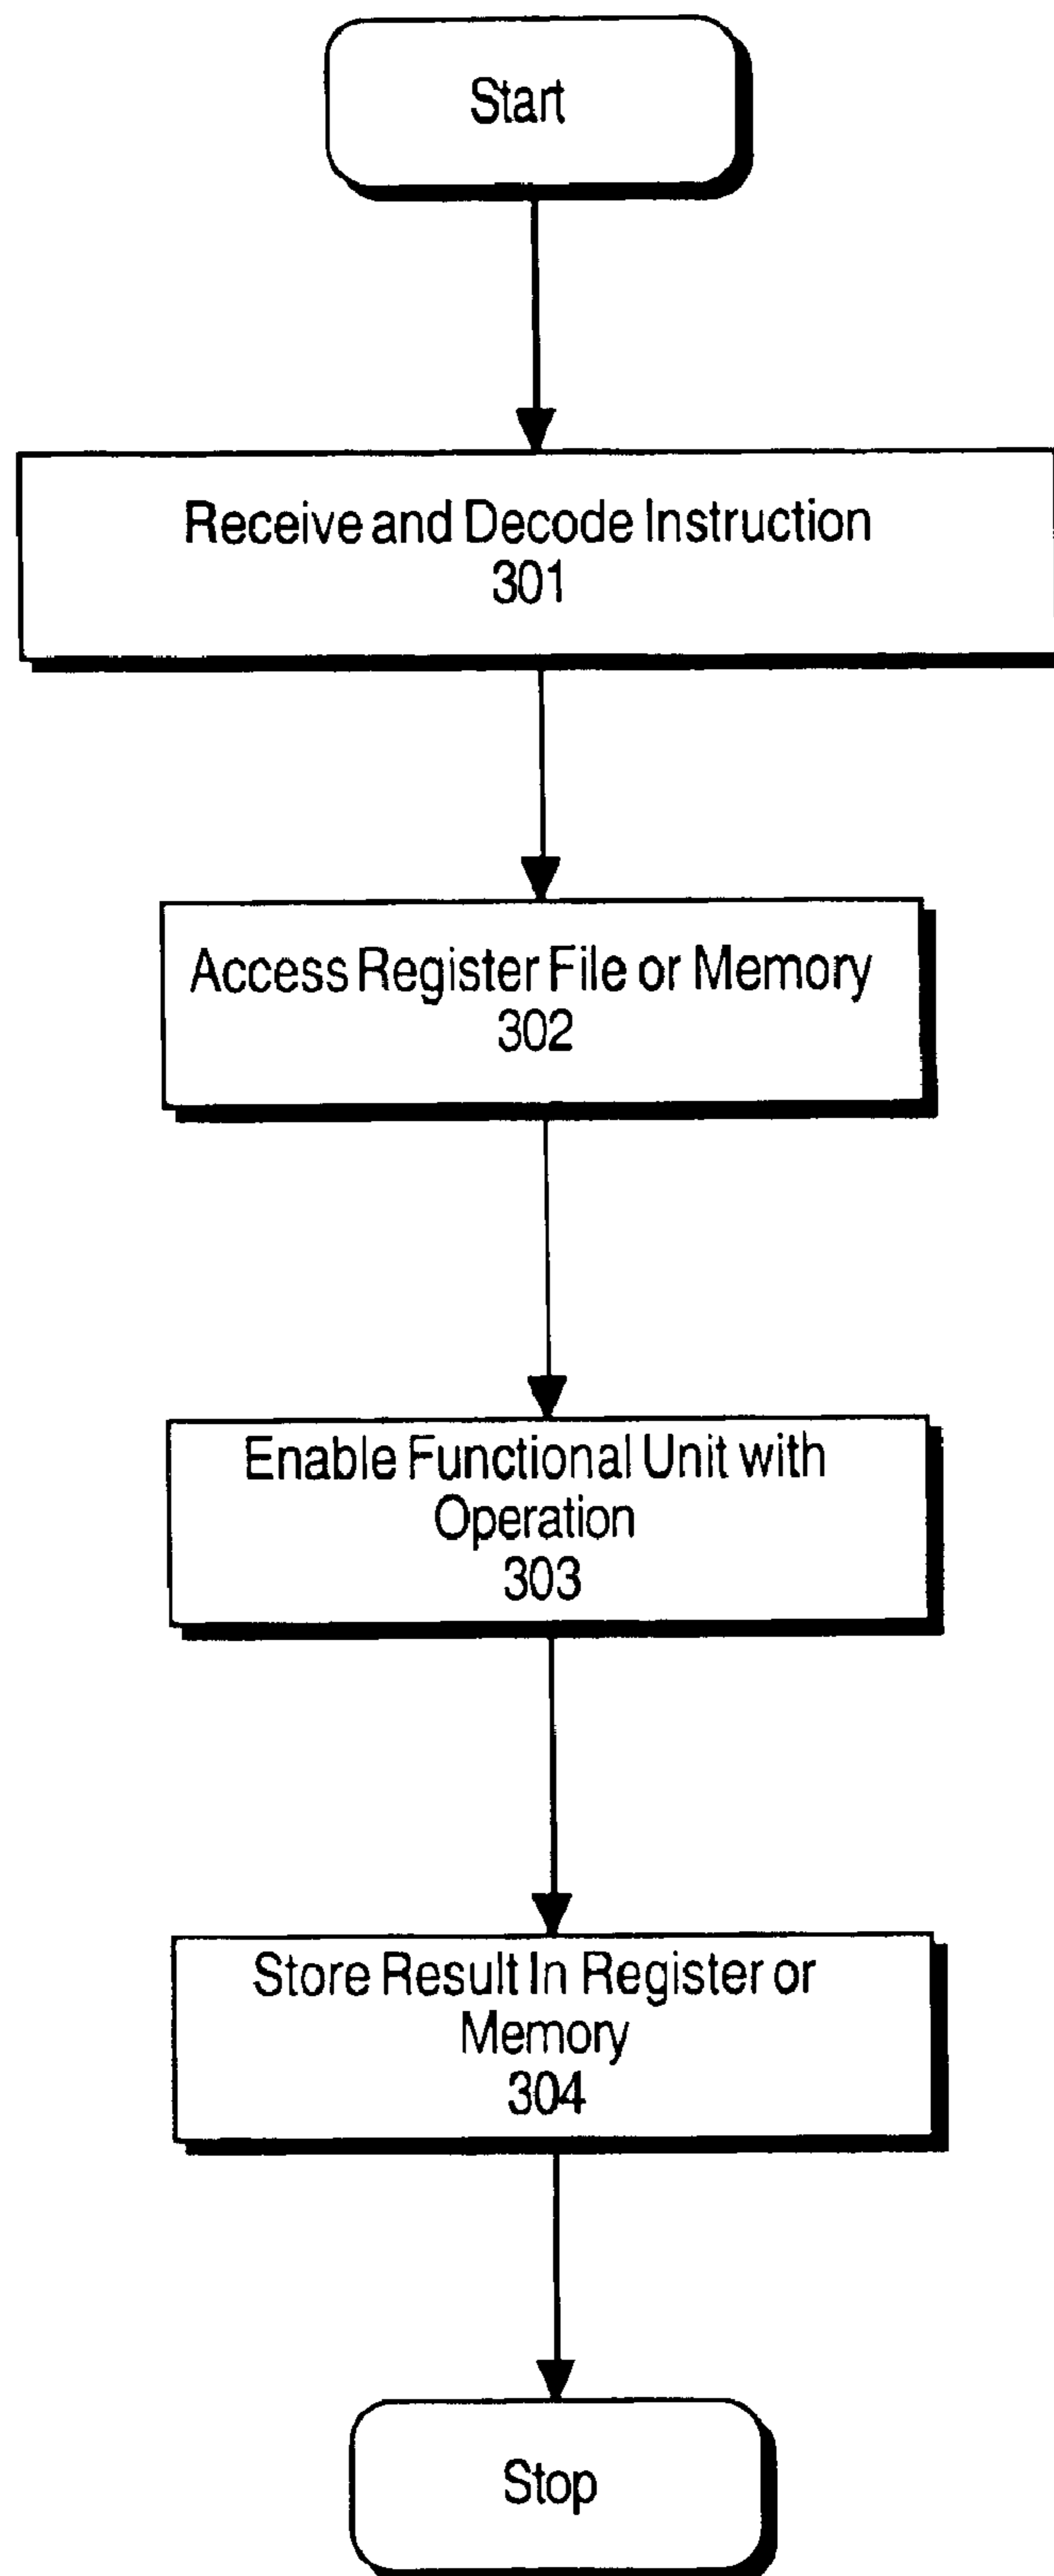 Start
Receive and Decode Instruction
301
Access Register File or Memory
302
Enable Functional Unit with
Operation
303
Store Result In Register or
Memory
304
Stop